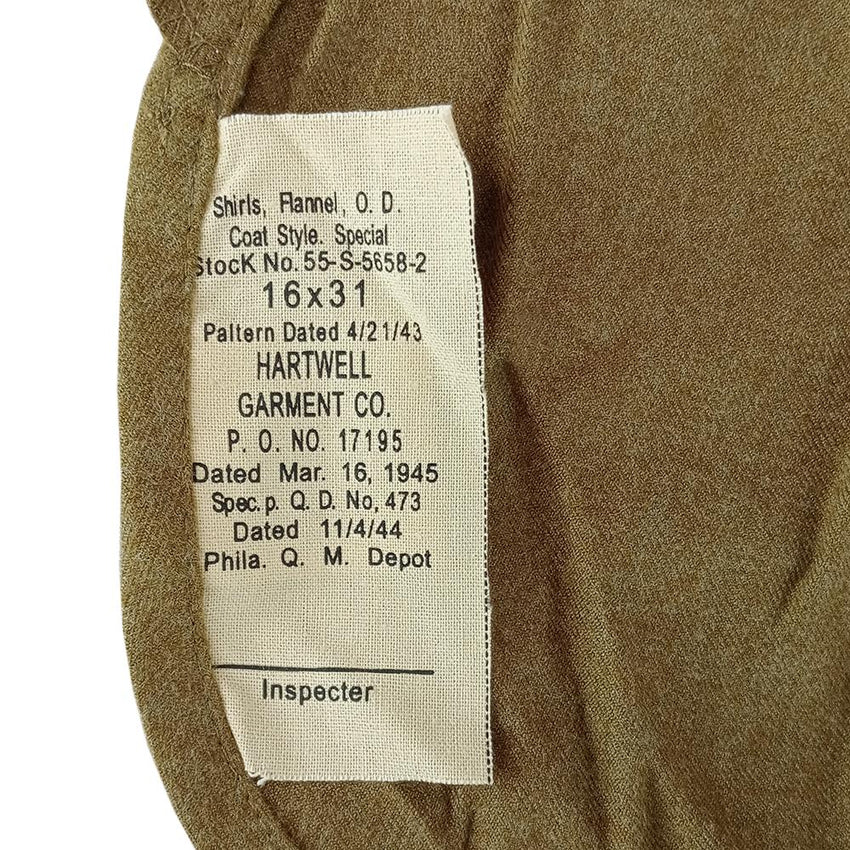 Shirls, Flannel, O. D.
Coat Style. Special
StocK No. 55-S-5658-2
16x31
Paltern Dated 4/21/43
HARTWELL
GARMENT CO.
P. O. NO. 17195
Dated Mar. 16, 1945
Spec. p. Q. D. No, 473
Dated 11/4/44
Phila. Q. M. Depot
Inspecter